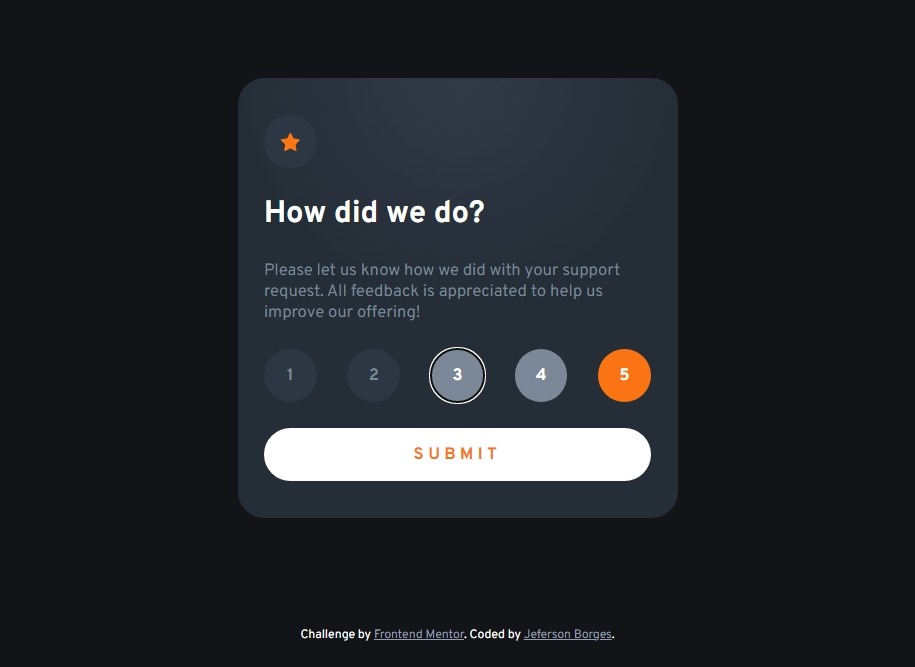 How did we do?
Please let us know how we did with your support
request. All feedback is appreciated to help us
improve our offering!
1 2 3 4 5
SUBMIT
Challenge by Frontend Mentor. Coded by Jeferson Borges.